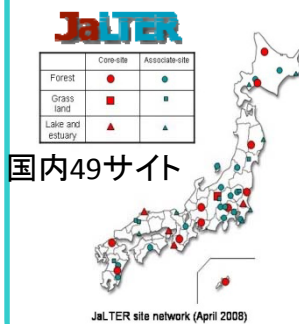 JaLTER
Core-site Associate-site
Forest
Grass land
Lake and estuary
国内49サイト
JaLTER site network (April 2008)